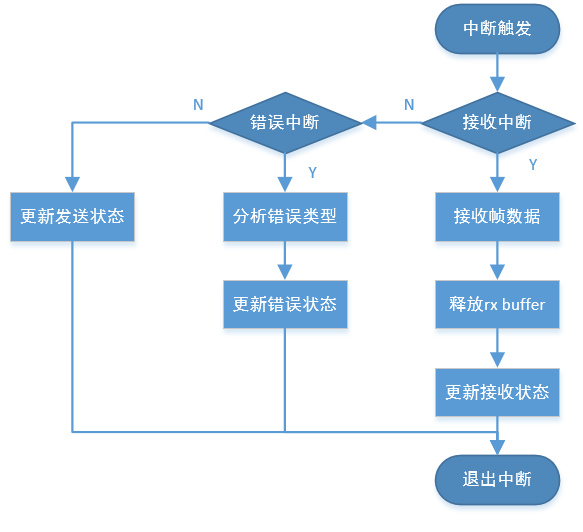 中断触发
N
N
错误中断
接收中断
Y
Y
更新发送状态
分析错误类型
接收帧数据
更新错误状态
释放rx buffer
更新接收状态
退出中断